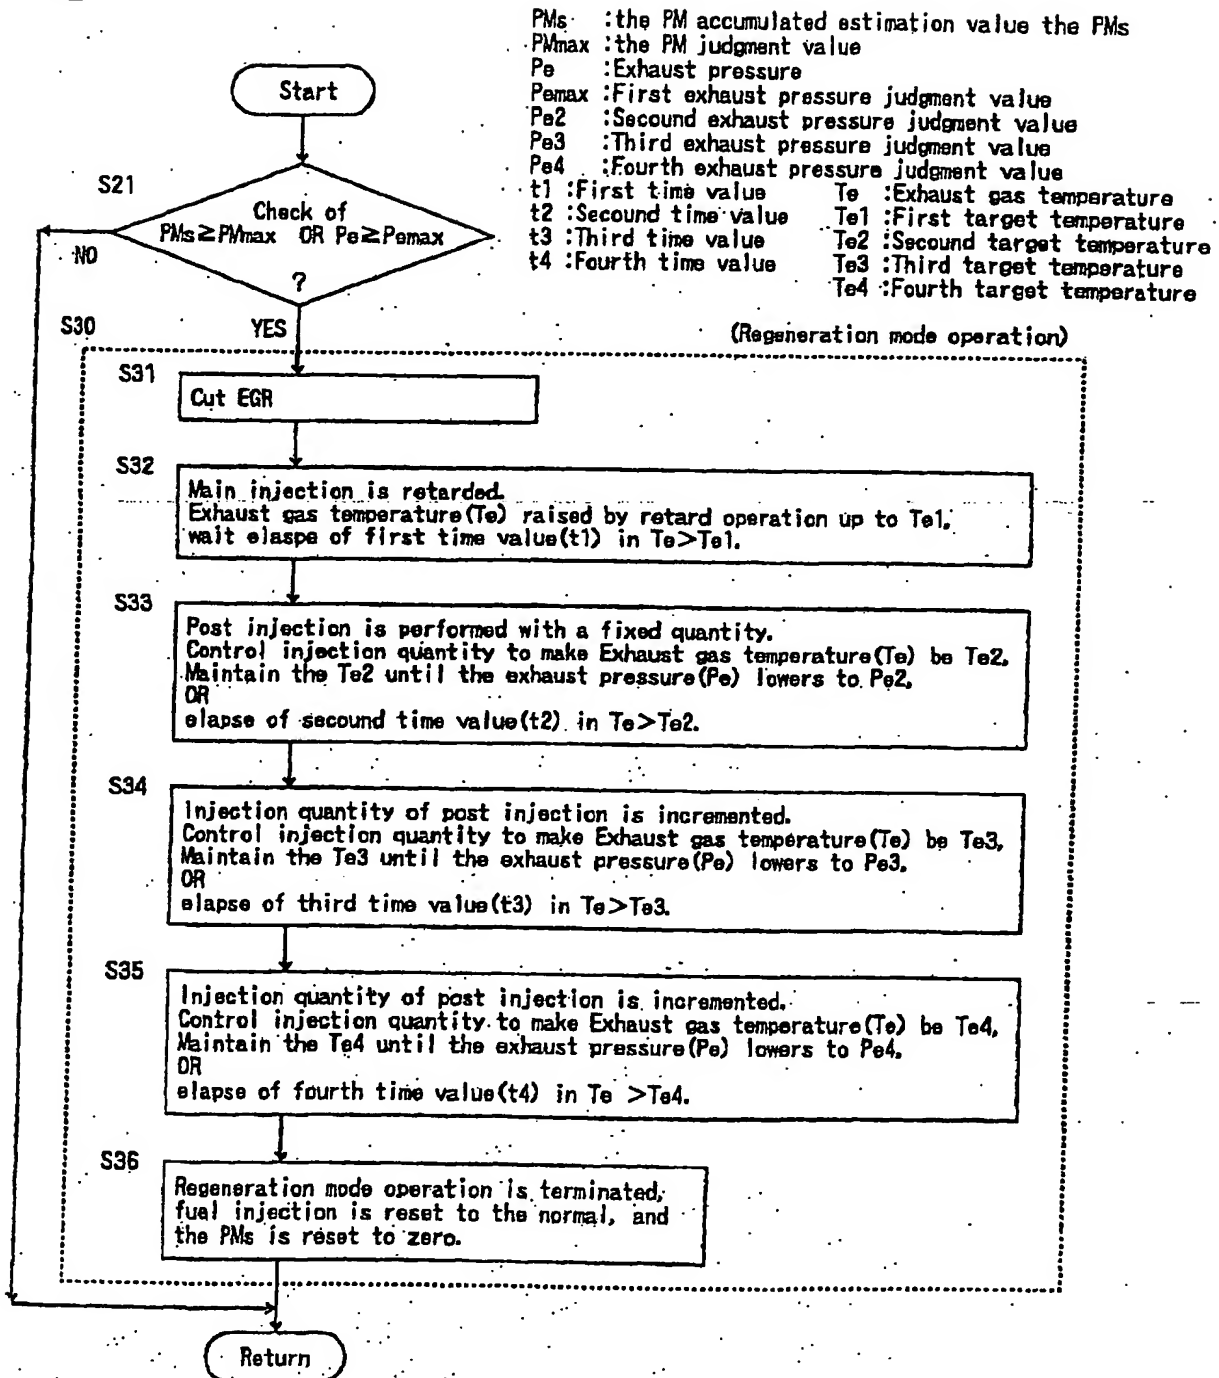 PMs :the PM accumulated estimation value the PMs
PMmax :the PM judgment value
Pe :Exhaust pressure
Pemax :First exhaust pressure judgment value
Pe2 :Second exhaust pressure judgment value
Pe3 :Third exhaust pressure judgment value
Pe4 :Fourth exhaust pressure judgment value
t1 :First time value Te :Exhaust gas temperature
t2 :Second time value Te1 :First target temperature
t3 :Third time value Te2 :Second target temperature
t4 :Fourth time value Te3 :Third target temperature
Te4 :Fourth target temperature
Start
S21
Check of
PMs≥PMmax OR Pe≥Pemax
?
NO
YES
S30
(Regeneration mode operation)
S31
Cut EGR
S32
Main injection is retarded.
Exhaust gas temperature(Te) raised by retard operation up to Te1,
wait elaspe of first time value(t1) in Te>Te1.
S33
Post injection is performed with a fixed quantity.
Control injection quantity to make Exhaust gas temperature(Te) be Te2,
Maintain the Te2 until the exhaust pressure(Pe) lowers to Pe2,
OR
elapse of second time value(t2) in Te>Te2.
S34
Injection quantity of post injection is incremented.
Control injection quantity to make Exhaust gas temperature(Te) be Te3,
Maintain the Te3 until the exhaust pressure(Pe) lowers to Pe3.
OR
elapse of third time value(t3) in Te>Te3.
S35
Injection quantity of post injection is incremented.
Control injection quantity to make Exhaust gas temperature(Te) be Te4,
Maintain the Te4 until the exhaust pressure(Pe) lowers to Pe4.
OR
elapse of fourth time value(t4) in Te >Te4.
S36
Regeneration mode operation is terminated,
fuel injection is reset to the normal, and
the PMs is reset to zero.
Return